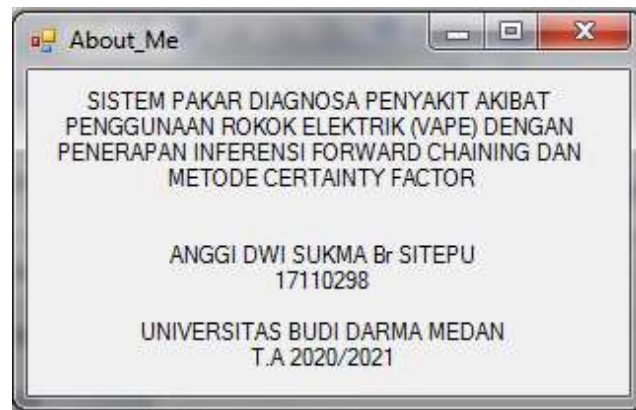 About_Me
SISTEM PAKAR DIAGNOSA PENYAKIT AKIBAT
PENGGUNAAN ROKOK ELEKTRIK (VAPE) DENGAN
PENERAPAN INFERENSI FORWARD CHAINING DAN
METODE CERTAINTY FACTOR
ANGGI DWI SUKMA Br SITEPU
17110298
UNIVERSITAS BUDI DARMA MEDAN
T.A 2020/2021